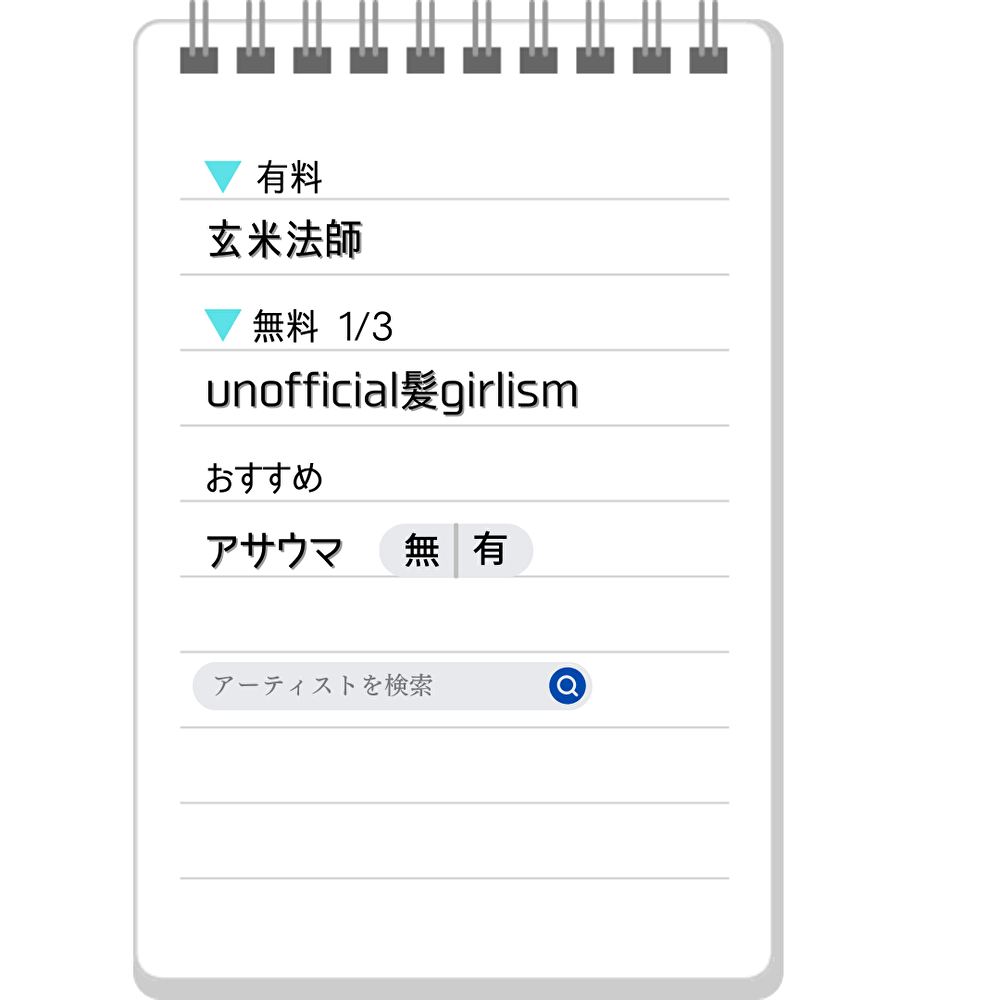 ▼ 有料
玄米法師
▼ 無料 1/3
unofficial髪girlism
おすすめ
アサウマ 無 | 有
アーティストを検索